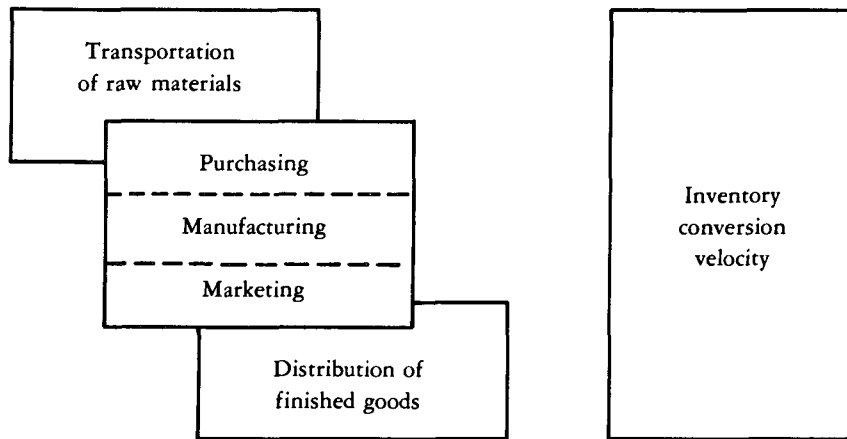 Transportation
of raw materials
Purchasing
Manufacturing
Marketing
Distribution of
finished goods
Inventory
conversion
velocity